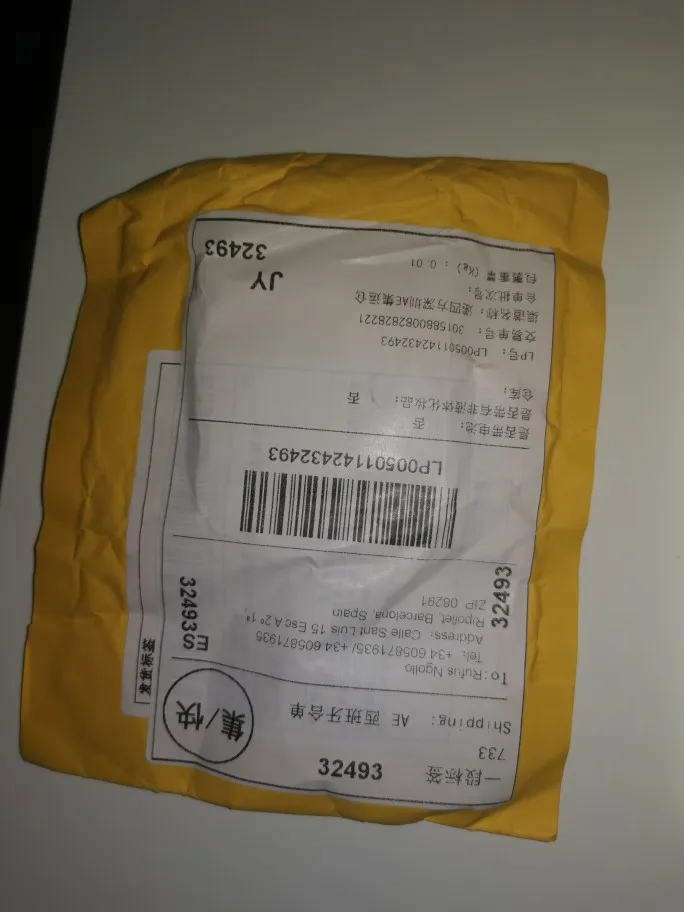 一段标签
32493
733
Shipping: AE 西班牙合单
集/快
To: Rufus Ngollo
Tel: +34 605871935/ +34 605871935
Address: Calle Sant Luis 15 Esc A 2º 1ª,
Ripollet, Barcelona, Spain
ZIP 08291
ES
32493
32493
LP00501142432493
是否带电池: 否
是否带有非液体化妆品: 否
仓库:
LP号: LP00501142432493
交易单号: 3015880082828221
渠道名称: 递四方深圳AE集运仓
合单批次号:
包裹重量 (Kg) : 0.01
JY
32493
发货标签